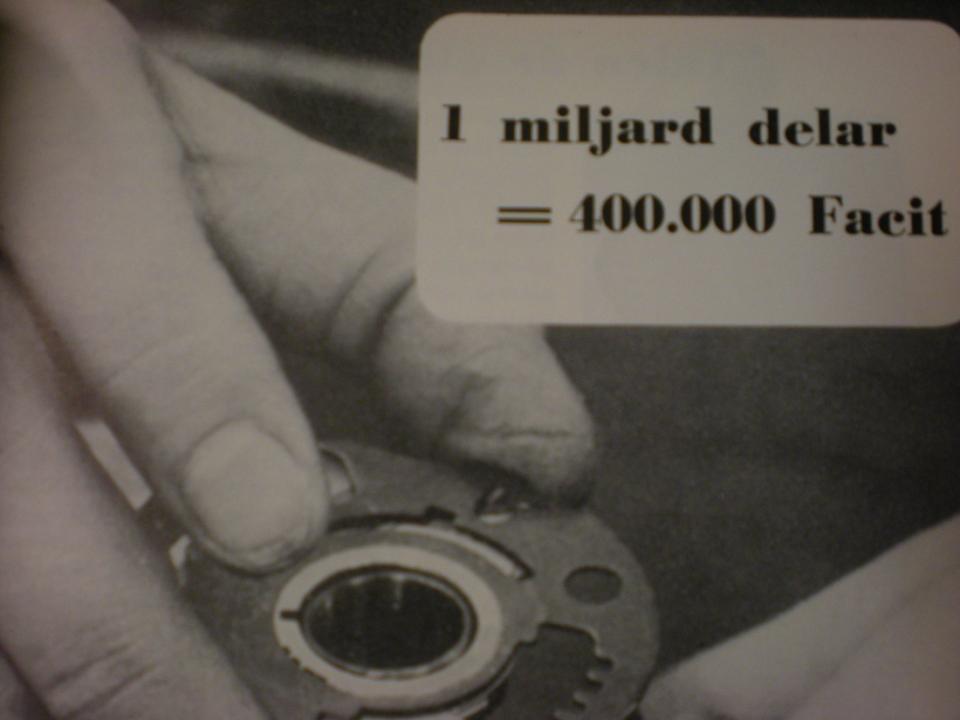 1 miljard delar
= 400.000 Facit